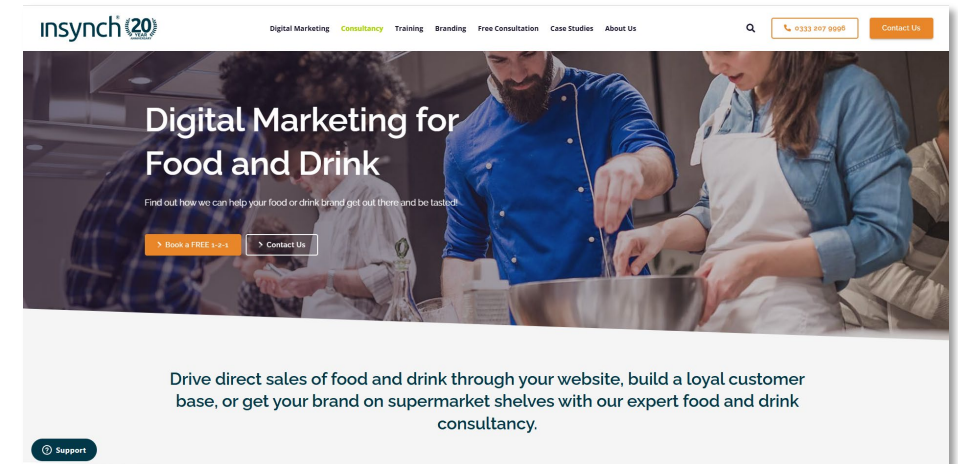 insynch 20 YEAR ANNIVERSARY
Digital Marketing Consultancy Training Branding Free Consultation Case Studies About Us
0333 207 9996
Contact Us
Digital Marketing for
Food and Drink
Find out how we can help your food or drink brand get out there and be tasted!
Book a FREE 1-2-1
Contact Us
Drive direct sales of food and drink through your website, build a loyal customer
base, or get your brand on supermarket shelves with our expert food and drink
consultancy.
Support